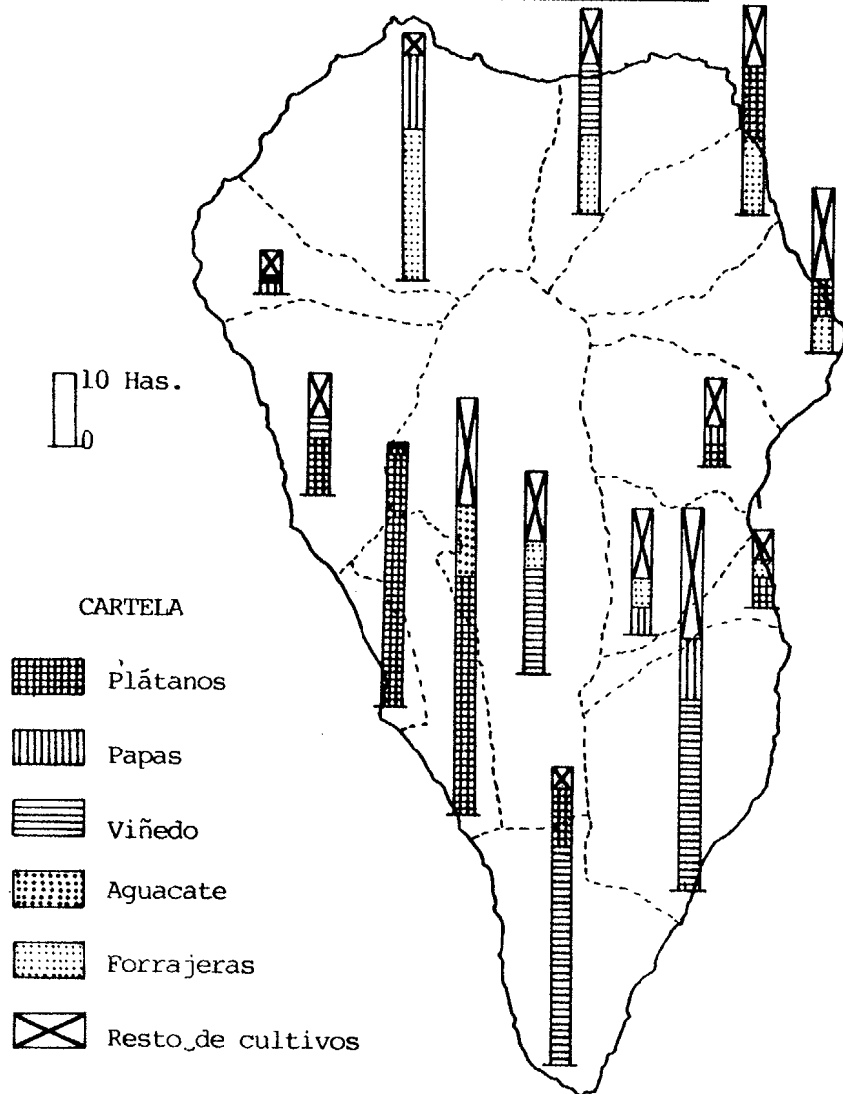 10 Has.
0
CARTELA
Plátanos
Papas
Viñedo
Aguacate
Forrajeras
Resto de cultivos